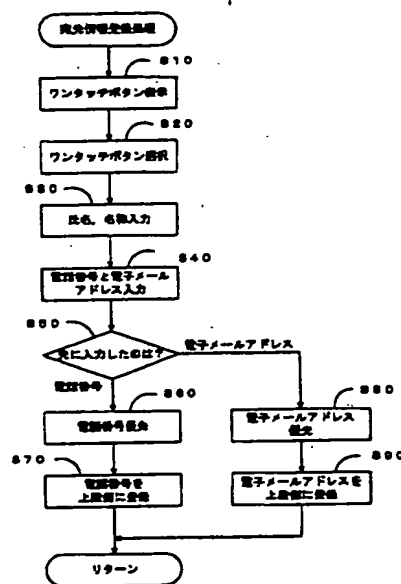 宛先情報登録処理
S10
ワンタッチボタン表示
S20
ワンタッチボタン選択
S30
氏名、名称入力
S40
電話番号と電子メール
アドレス入力
S50
先に入力したのは？
電子メールアドレス
電話番号
S60
電話番号優先
S70
電話番号を
上段側に登録
S80
電子メールアドレス
優先
S90
電子メールアドレスを
上段側に登録
リターン